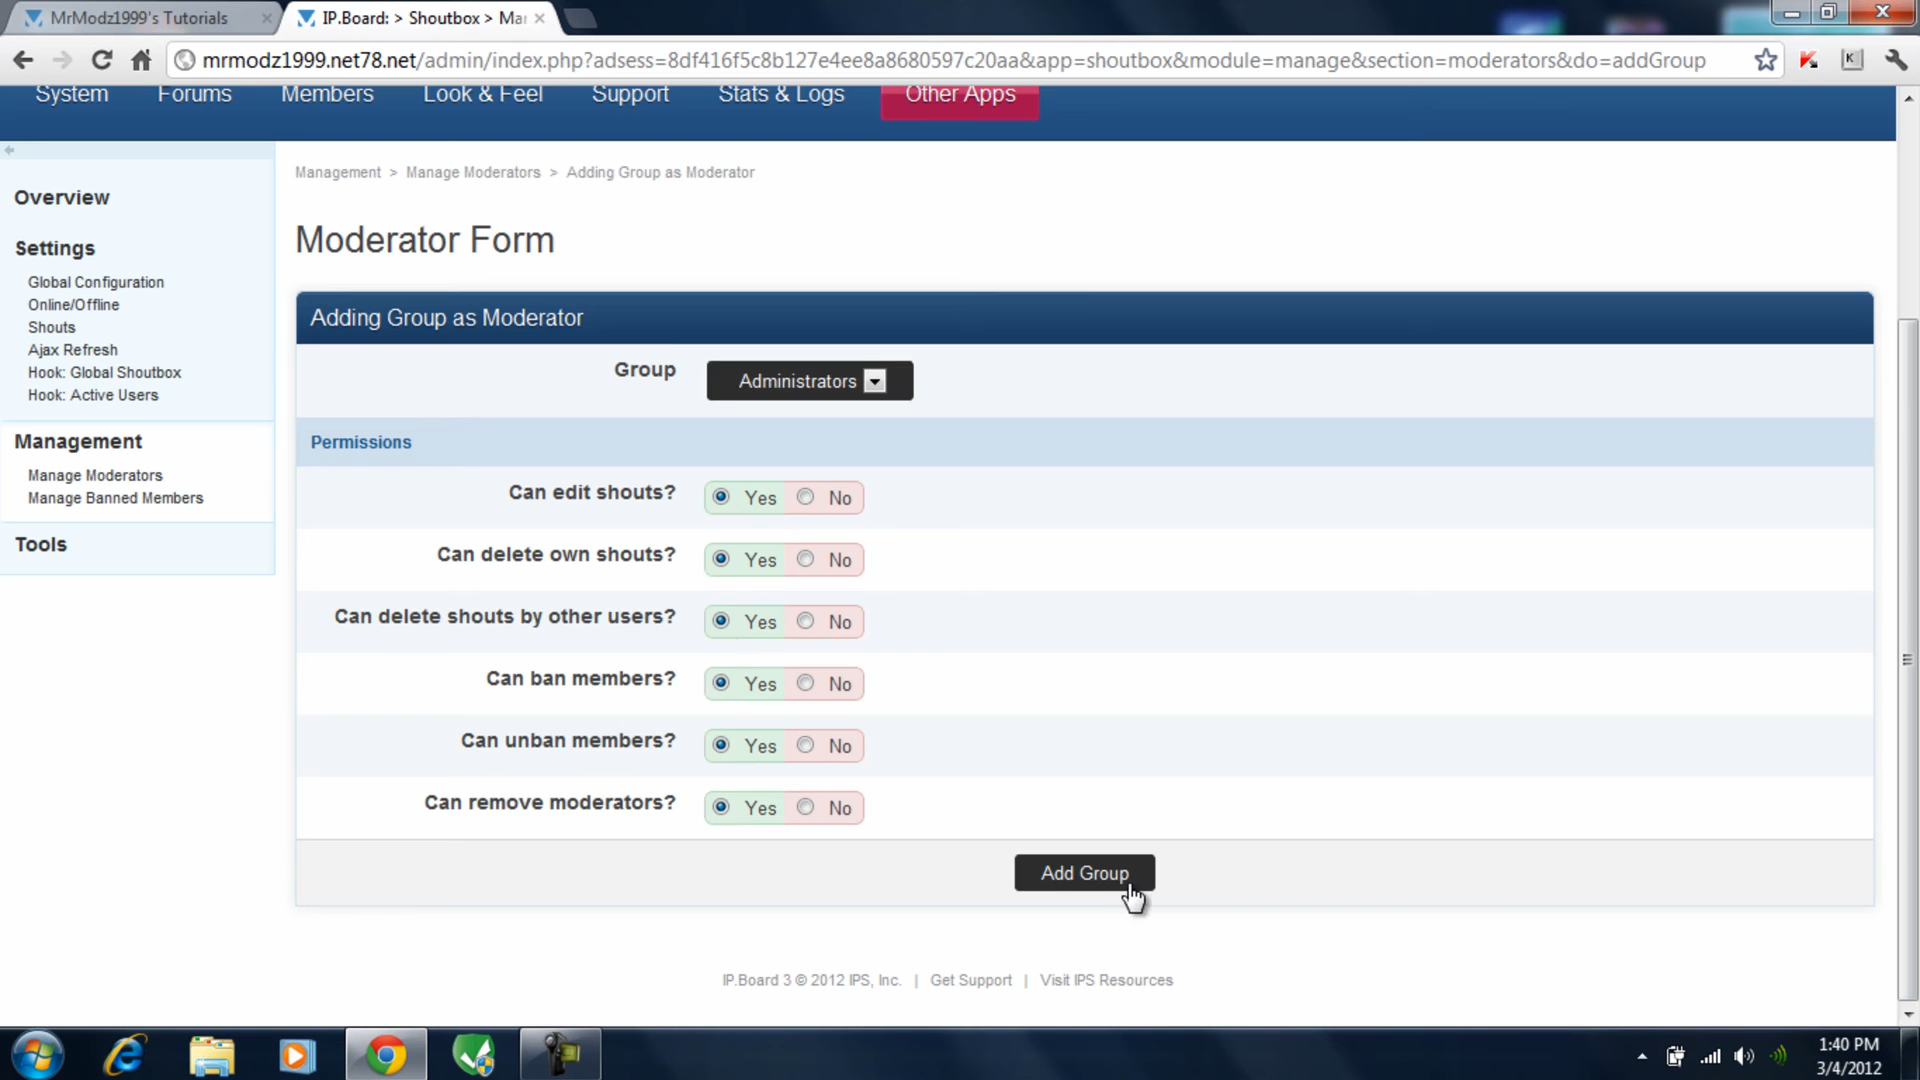 MrModz1999's Tutorials
IP.Board: > Shoutbox > Mar
mrmodz1999.net78.net/admin/index.php?adsess=8df416f5c8b127e4ee8a8680597c20aa&app=shoutbox&module=manage&section=moderators&do=addGroup
System Forums Members Look & Feel Support Stats & Logs Other Apps
Management > Manage Moderators > Adding Group as Moderator
Overview
Settings
Global Configuration
Online/Offline
Shouts
Ajax Refresh
Hook: Global Shoutbox
Hook: Active Users
Management
Manage Moderators
Manage Banned Members
Tools
Moderator Form
Adding Group as Moderator
Group Administrators
Permissions
Can edit shouts? Yes No
Can delete own shouts? Yes No
Can delete shouts by other users? Yes No
Can ban members? Yes No
Can unban members? Yes No
Can remove moderators? Yes No
Add Group
IP.Board 3 © 2012 IPS, Inc. | Get Support | Visit IPS Resources
1:40 PM
3/4/2012